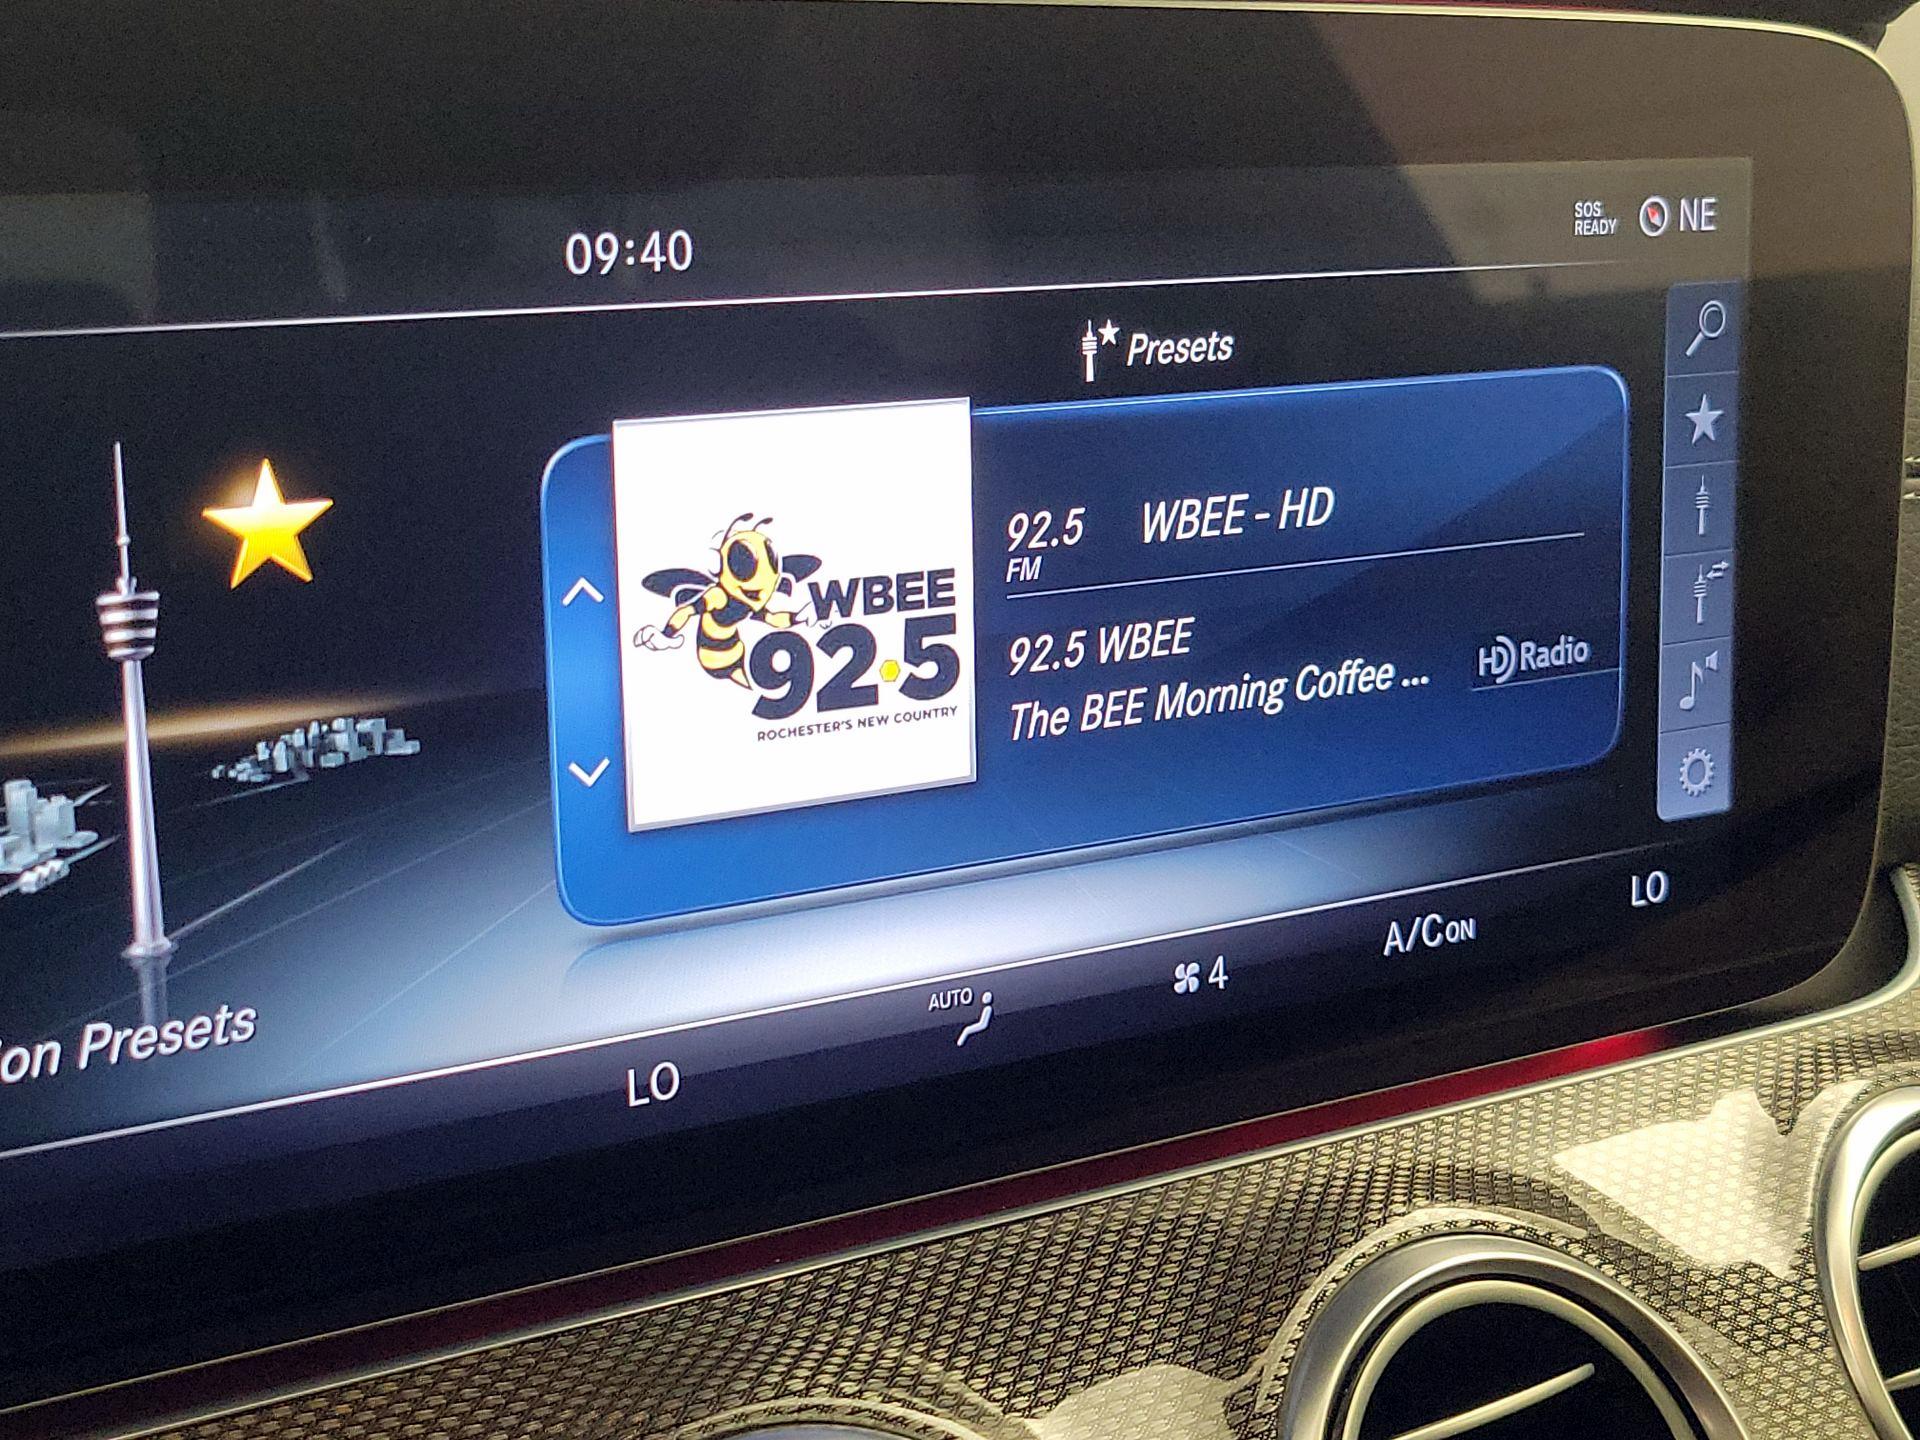 09:40
SOS
READY
NE
Presets
WBEE
92.5
ROCHESTER'S NEW COUNTRY
92.5 WBEE - HD
FM
92.5 WBEE
The BEE Morning Coffee ...
HD Radio
Presets
LO
AUTO
4
A/C ON
LO